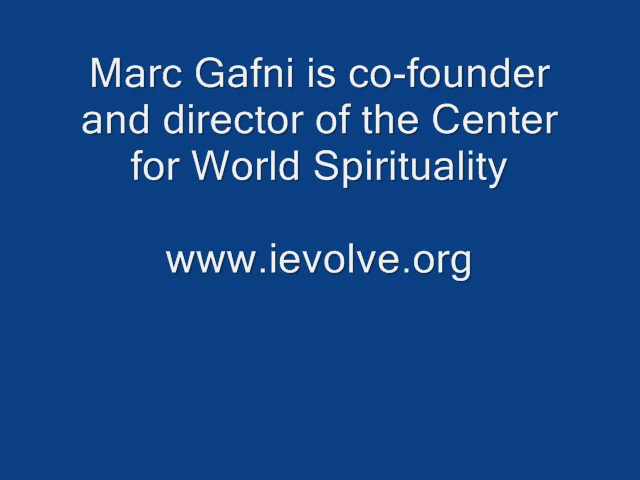 Marc Gafni is co-founder
and director of the Center
for World Spirituality
www.ievolve.org